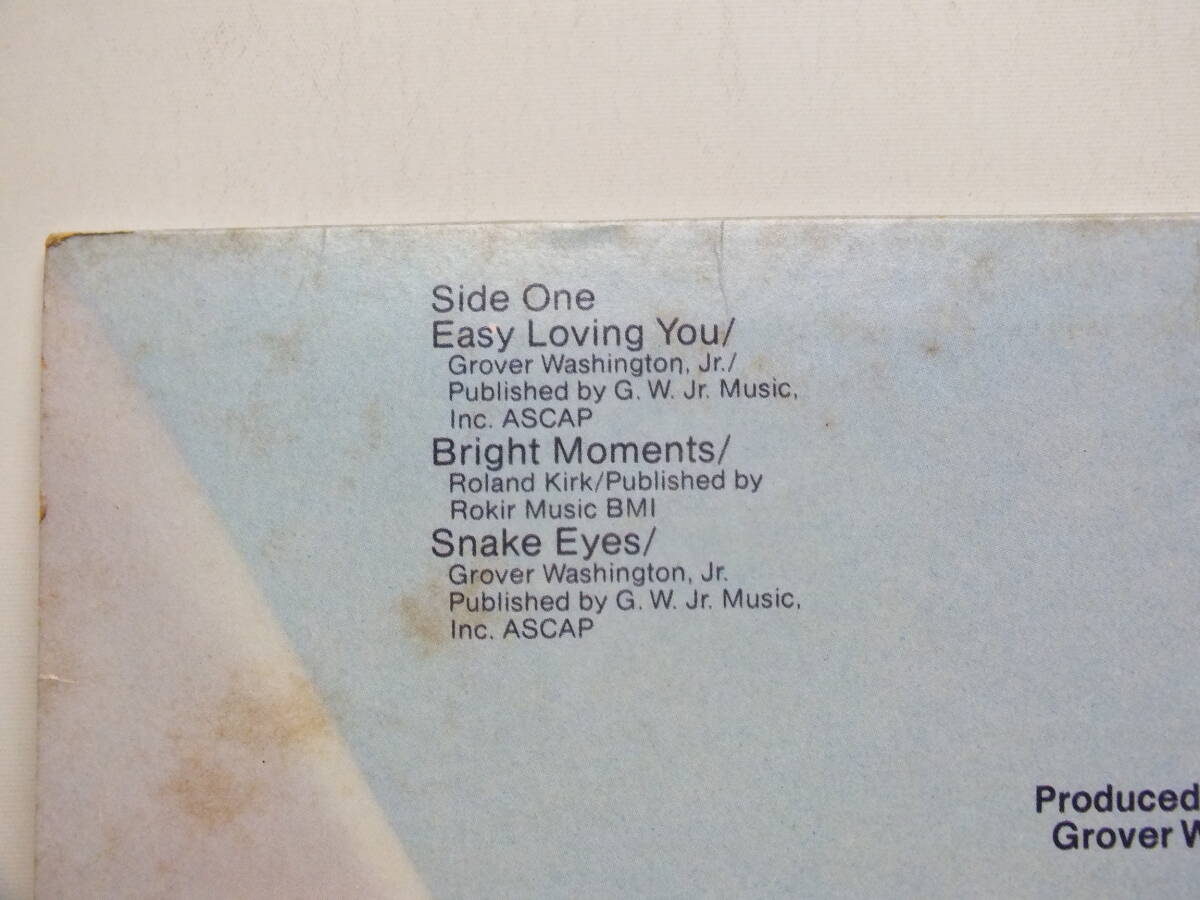 Side One
Easy Loving You/
Grover Washington, Jr./
Published by G. W. Jr. Music,
Inc. ASCAP
Bright Moments/
Roland Kirk/Published by
Rokir Music BMI
Snake Eyes/
Grover Washington, Jr.
Published by G. W. Jr. Music,
Inc. ASCAP
Produced
Grover W